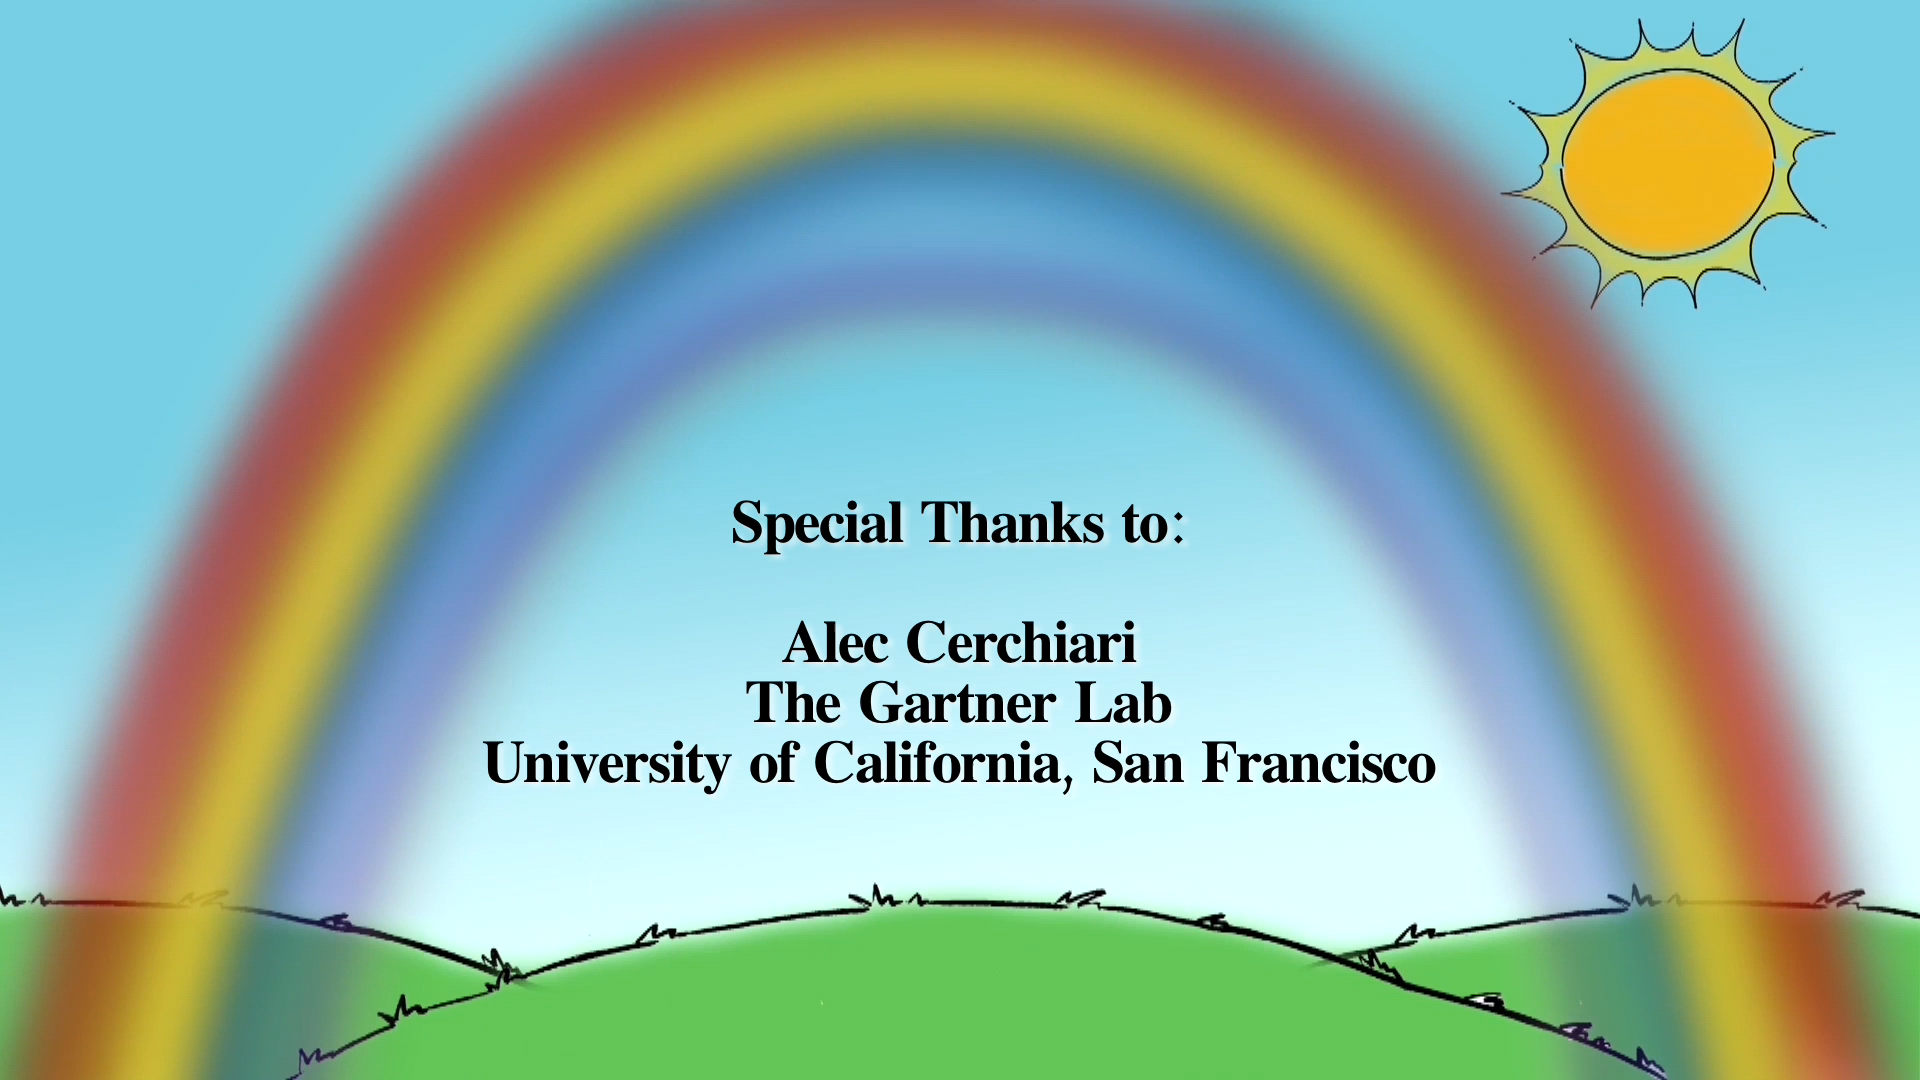 Special Thanks to:
Alec Cerchiari
The Gartner Lab
University of California, San Francisco